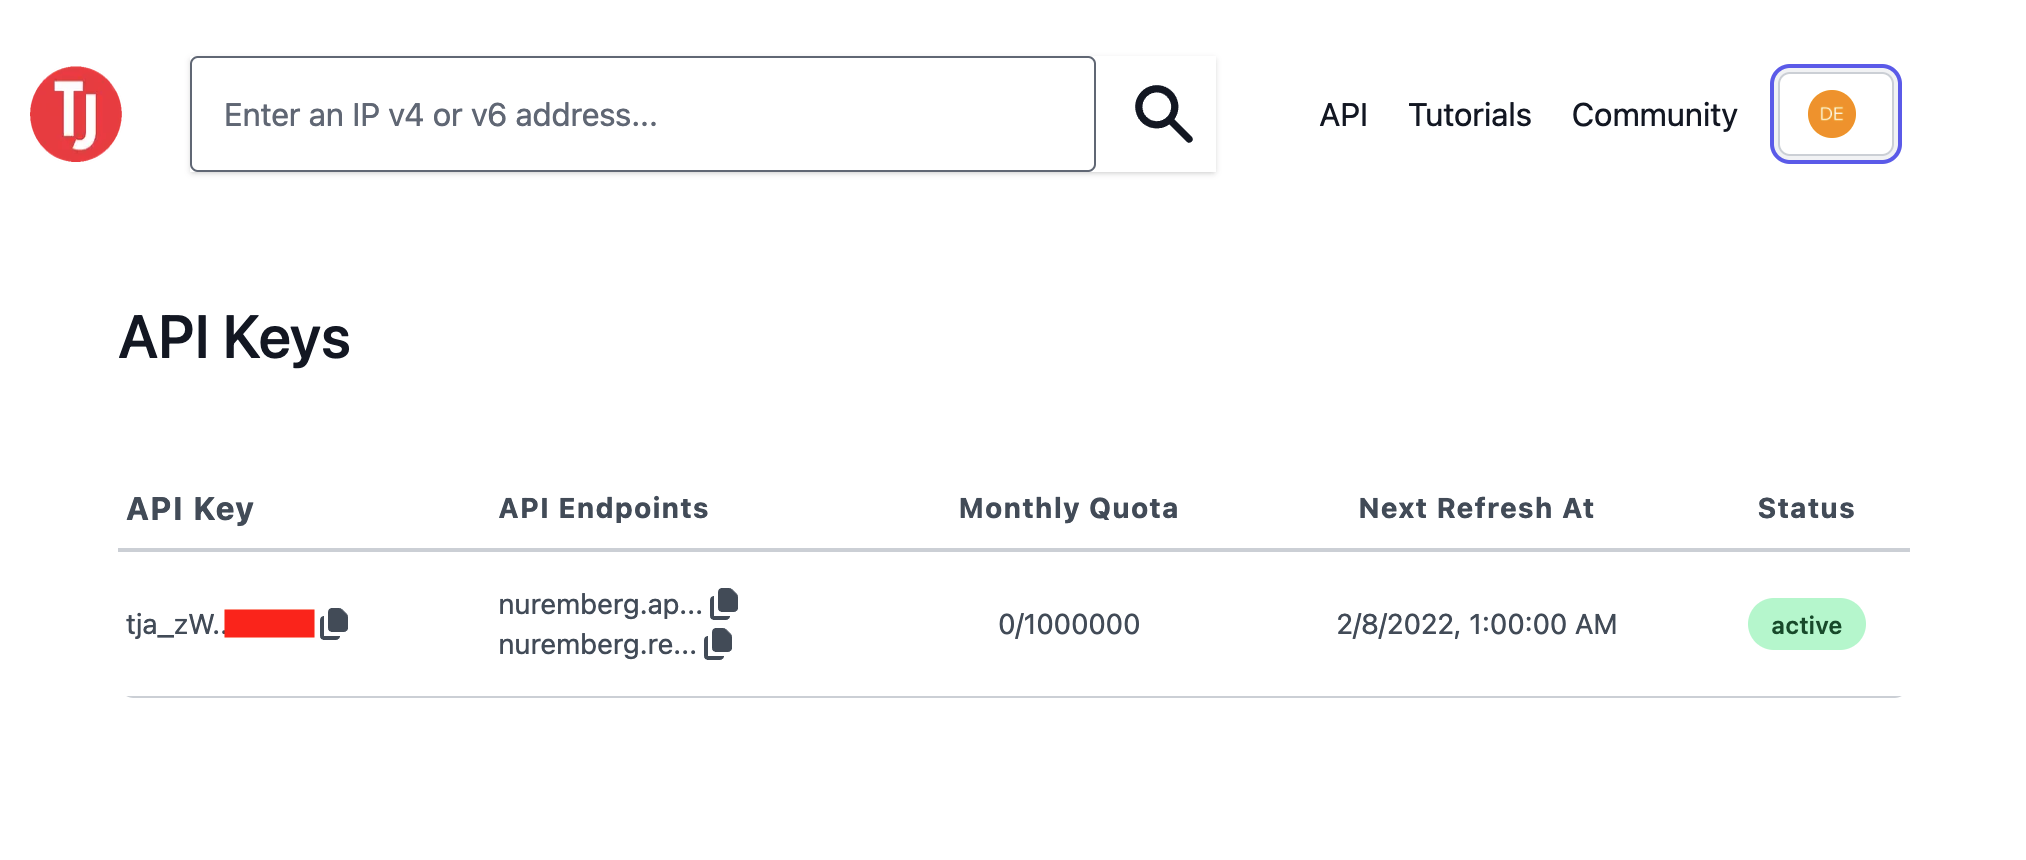 TJ
Enter an IP v4 or v6 address...
API Tutorials Community DE
API Keys
API Key API Endpoints Monthly Quota Next Refresh At Status
tja_zW.. nuremberg.ap... 0/1000000 2/8/2022, 1:00:00 AM active
nuremberg.re...